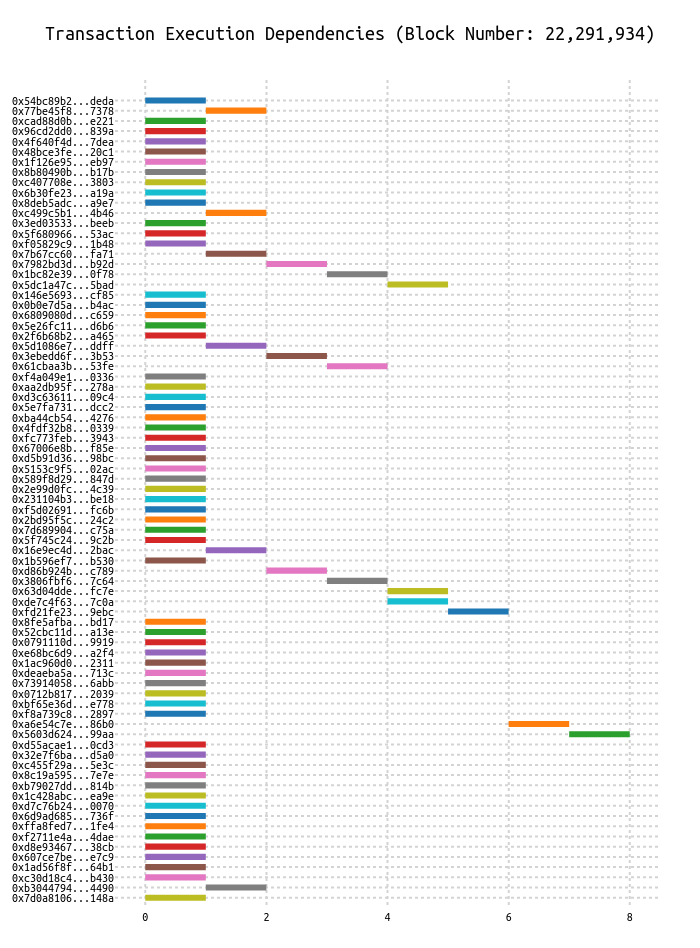 Transaction Execution Dependencies (Block Number: 22,291,934)
0x54bc89b2...deda
0x77be45f8...7378
0xcad88d0b...e221
0x96cd2dd0...839a
0x4f640f4d...7dea
0x48bce3fe...20c1
0x1f126e95...eb97
0x8b80490b...b17b
0xc407708e...3803
0x6b30fe23...a19a
0x8deb5adc...a9e7
0xc499c5b1...4b46
0x3ed03533...beeb
0x5f680966...53ac
0xf05829c9...1b48
0x7b67cc60...fa71
0x7982bd3d...b92d
0x1bc82e39...0f78
0x5dc1a47c...5bad
0x146e5693...cf85
0x0b0e7d5a...b4ac
0x6809080d...c659
0x5e26fc11...d6b6
0x2f6b68b2...a465
0x5d1086e7...ddff
0x3ebedd6f...3b53
0x61cbaa3b...53fe
0xf4a049e1...0336
0xaa2db95f...278a
0xd3c63611...09c4
0x5e7fa731...dcc2
0xba44cb54...4276
0x4fdf32b8...0339
0xfc773feb...3943
0x67006e8b...f85e
0xd5b91d36...98bc
0x5153c9f5...02ac
0x589f8d29...847d
0x2e99d0fc...4c39
0x231104b3...be18
0xf5d02691...fc6b
0x2bd95f5c...24c2
0x7d689904...c75a
0x5f745c24...9c2b
0x16e9ec4d...2bac
0x1b596ef7...b530
0xd86b924b...c789
0x3806fbf6...7c64
0x63d04dde...fc7e
0xde7c4f63...7c0a
0xfd21fe23...9ebc
0x8fe5afba...bd17
0x52cbc11d...a13e
0x0791110d...9919
0xe68bc6d9...a2f4
0x1ac960d0...2311
0xdeaeba5a...713c
0x73914058...6abb
0x0712b817...2039
0xbf65e36d...e778
0xf8a739c8...2897
0xa6e54c7e...86b0
0x5603d624...99aa
0xd55acae1...0cd3
0x32e7f6ba...d5a0
0xc455f29a...5e3c
0x8c19a595...7e7e
0xb79027dd...814b
0x1c428abc...ea9e
0xd7c76b24...0070
0x6d9ad685...736f
0xffa8fed7...1fe4
0xf2711e4a...4dae
0xd8e93467...38cb
0x607ce7be...e7c9
0x1ad56f8f...64b1
0xc30d18c4...b430
0xb3044794...4490
0x7d0a8106...148a
0 2 4 6 8